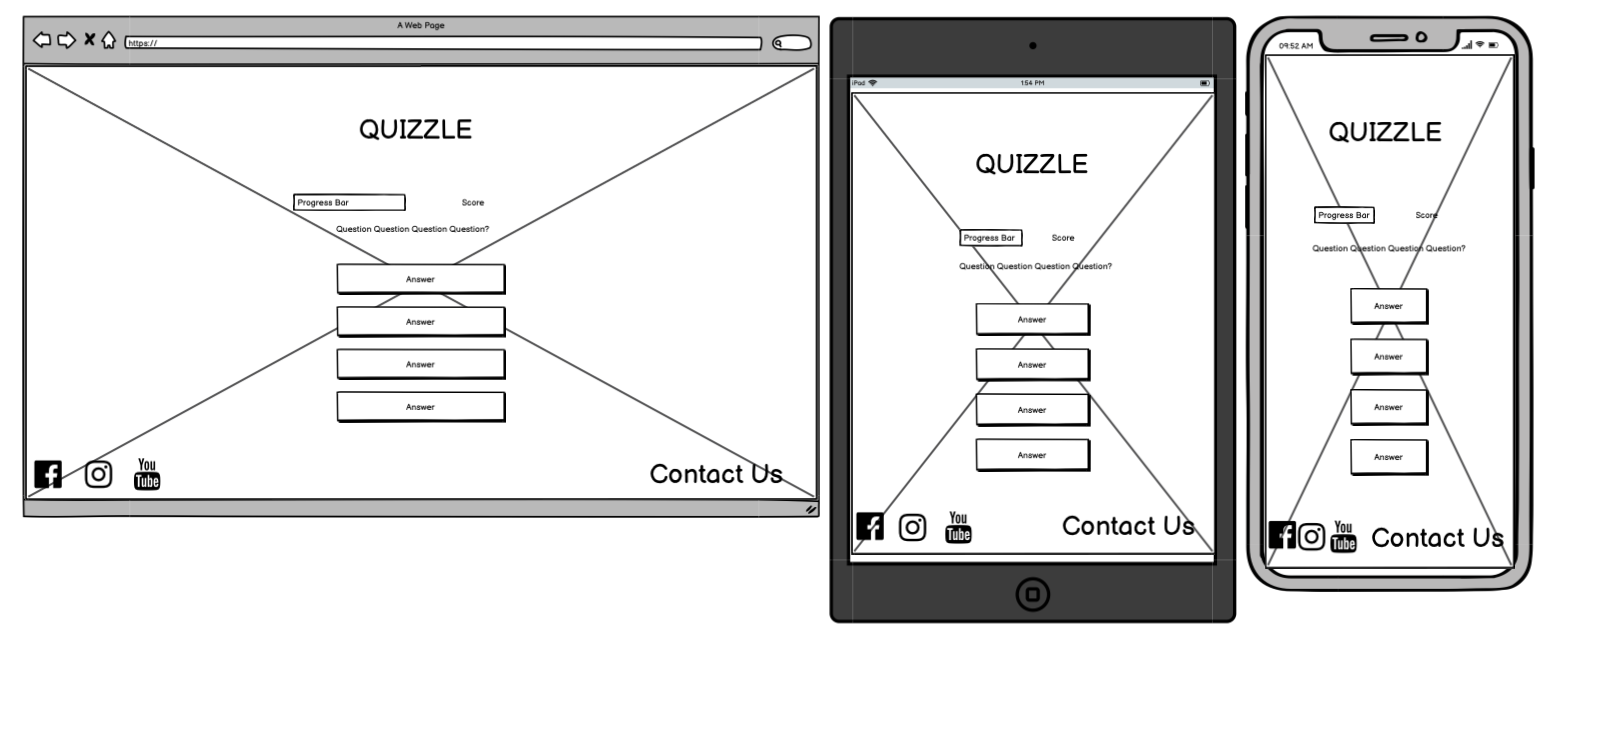 A Web Page
https://
QUIZZLE
Progress Bar
Score
Question Question Question Question?
Answer
Answer
Answer
Answer
You
Tube
Contact Us
iPad
1:54 PM
QUIZZLE
Progress Bar
Score
Question Question Question Question?
Answer
Answer
Answer
Answer
You
Tube
Contact Us
09:52 AM
QUIZZLE
Progress Bar
Score
Question Question Question Question?
Answer
Answer
Answer
Answer
You
Tube
Contact Us